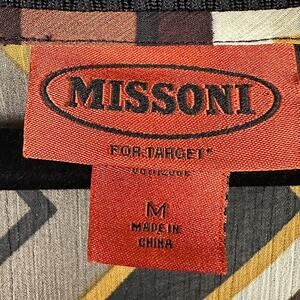 MISSONI
FOR TARGET*
M
MADE IN
CHINA